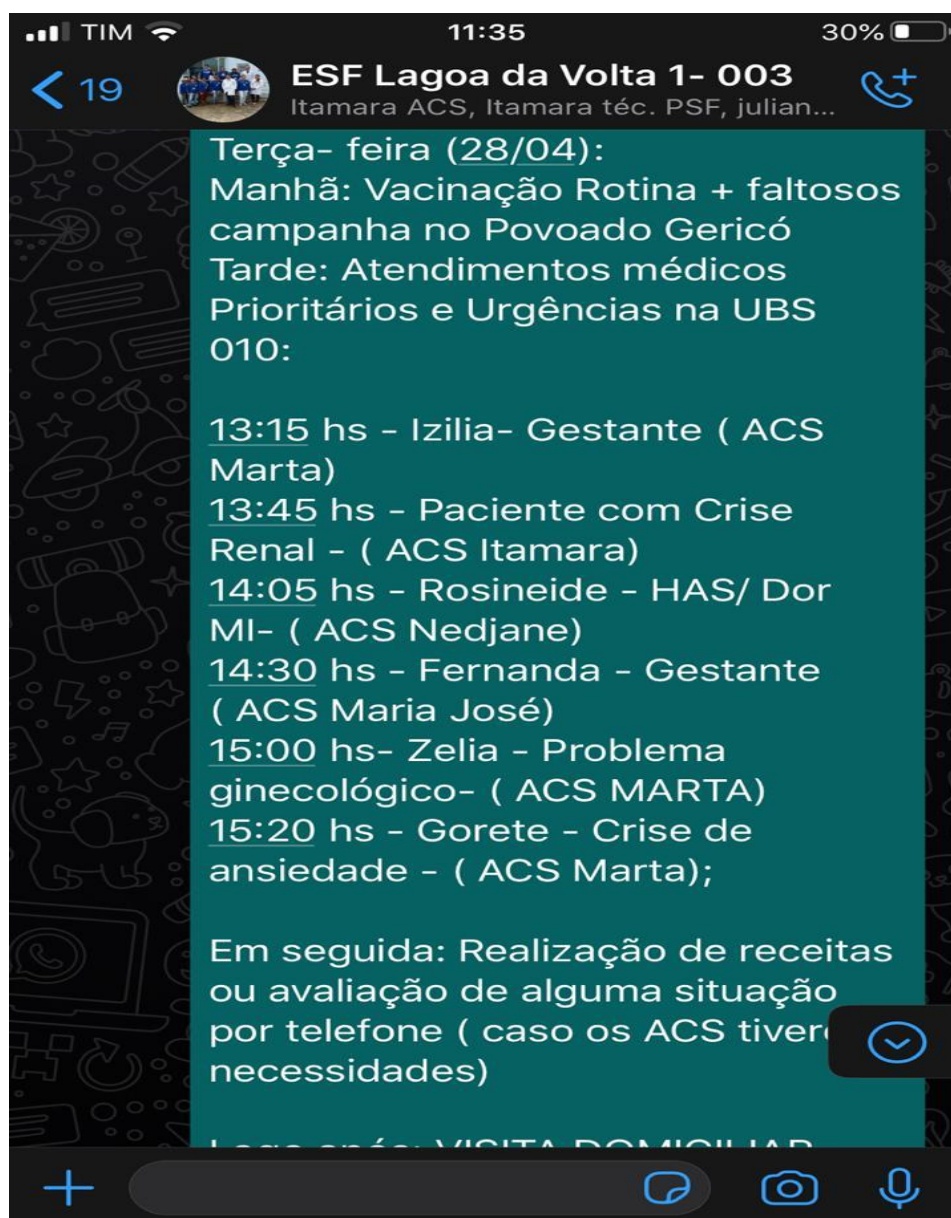 TIM
11:35
30%
19
ESF Lagoa da Volta 1- 003
Itamara ACS, Itamara téc. PSF, julian...
Terça- feira (28/04):
Manhã: Vacinação Rotina + faltosos
campanha no Povoado Gericó
Tarde: Atendimentos médicos
Prioritários e Urgências na UBS
010:
13:15 hs - Izilia- Gestante ( ACS
Marta)
13:45 hs - Paciente com Crise
Renal - ( ACS Itamara)
14:05 hs - Rosineide - HAS/ Dor
MI- ( ACS Nedjane)
14:30 hs - Fernanda - Gestante
( ACS Maria José)
15:00 hs- Zelia - Problema
ginecológico- ( ACS MARTA)
15:20 hs - Gorete - Crise de
ansiedade - ( ACS Marta);
Em seguida: Realização de receitas
ou avaliação de alguma situação
por telefone ( caso os ACS
necessidades)